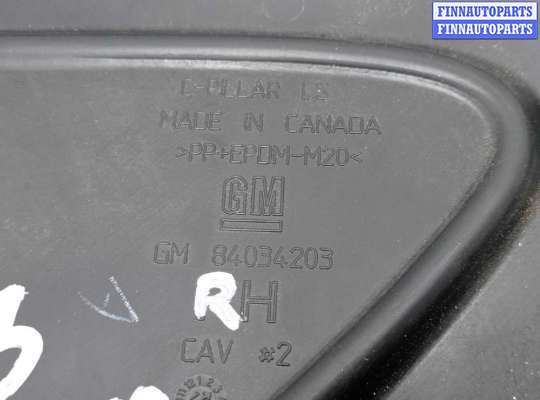 FINNAUTOPARTS
FINNAUTOPARTS
C-PILLAR LS
MADE IN CANADA
>PP+EPDM-M20<
GM
GM 84034203
RH
CAV #2